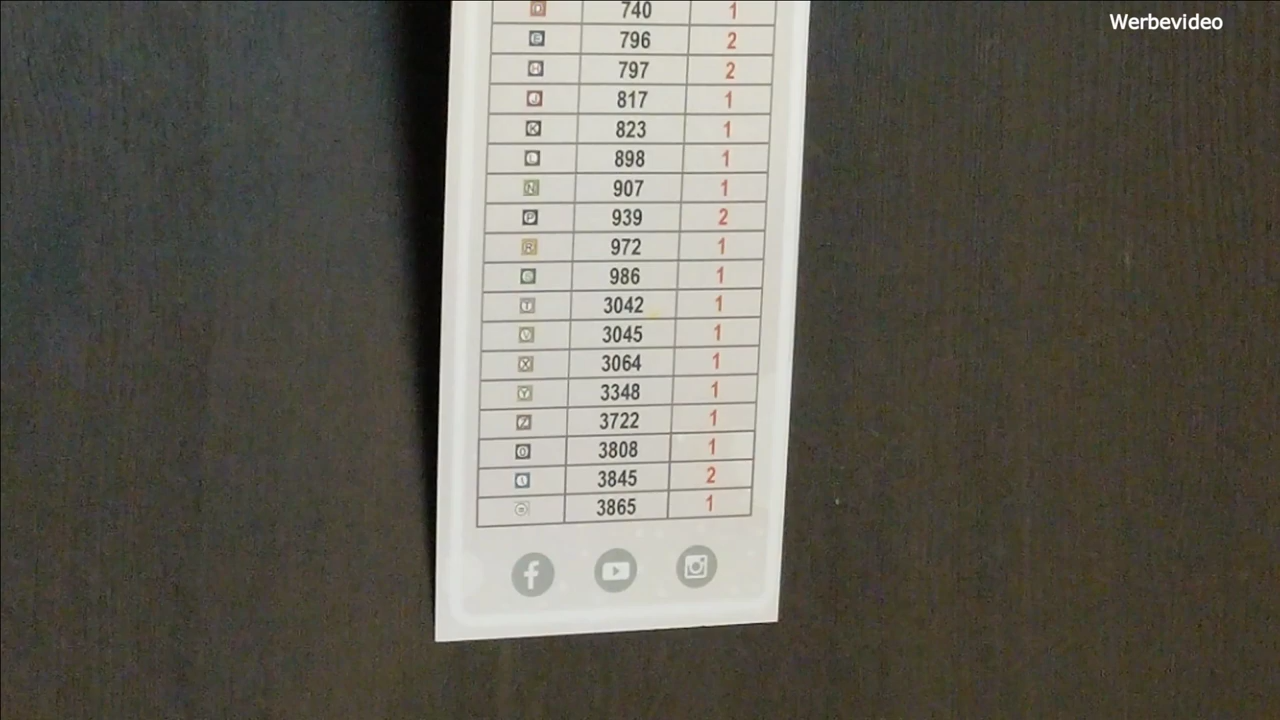 Werbevideo
D 740 1
E 796 2
H 797 2
J 817 1
K 823 1
L 898 1
N 907 1
P 939 2
R 972 1
986 1
T 3042 1
V 3045 1
X 3064 1
Y 3348 1
Z 3722 1
3808 1
3845 2
3865 1